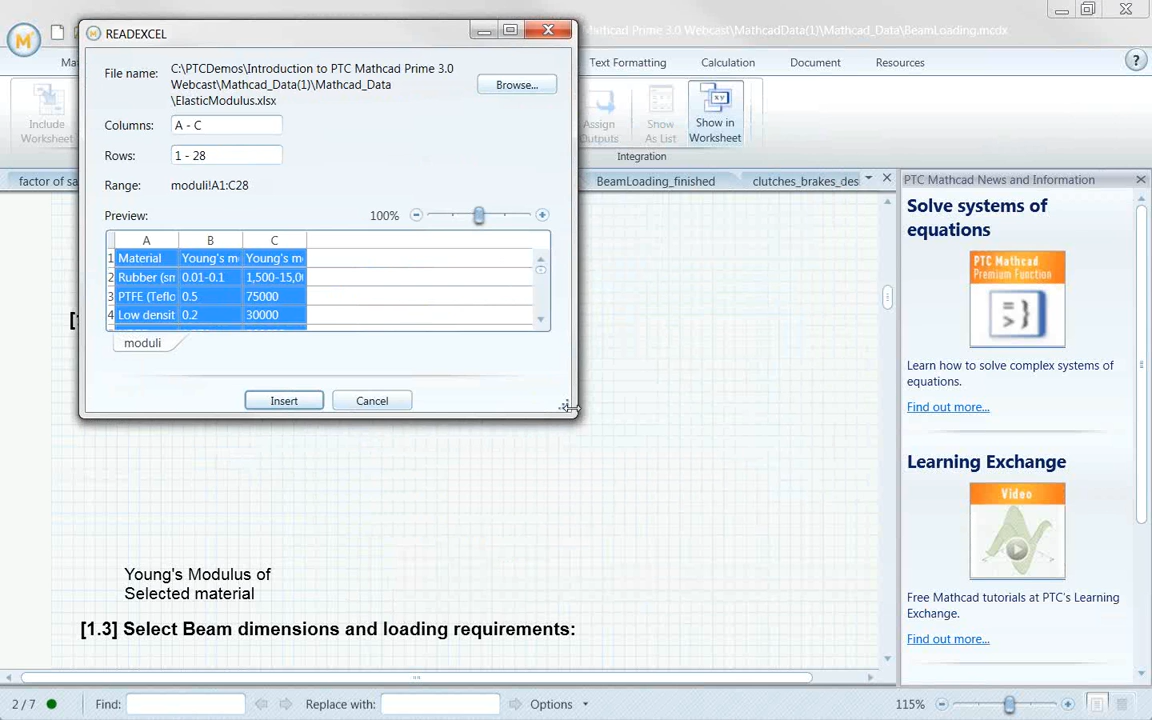 READEXCEL
Mathcad Prime 3.0 Webcast\MathcadData(1)\Mathcad_Data\BeamLoading.mcdx
Text Formatting
Calculation
Document
Resources
File name:
C:\PTCDemos\Introduction to PTC Mathcad Prime 3.0
Webcast\Mathcad_Data(1)\Mathcad_Data
\ElasticModulus.xlsx
Browse...
Columns:
A - C
Rows:
1 - 28
Range:
moduli!A1:C28
Preview:
100%
A B C
1 Material Young's m Young's m
2 Rubber (sm 0.01-0.1 1,500-15,0
3 PTFE (Teflo 0.5 75000
4 Low densit 0.2 30000
moduli
Insert
Cancel
Include
Worksheet
Assign
Outputs
Show
As List
Show in
Worksheet
Integration
factor of sa
BeamLoading_finished
clutches_brakes_des
PTC Mathcad News and Information
Solve systems of
equations
PTC Mathcad
Premium Function
Learn how to solve complex systems of
equations.
Find out more...
Learning Exchange
Video
Free Mathcad tutorials at PTC's Learning
Exchange.
Find out more...
Young's Modulus of
Selected material
[1.3] Select Beam dimensions and loading requirements:
2 / 7
Find:
Replace with:
Options
115%